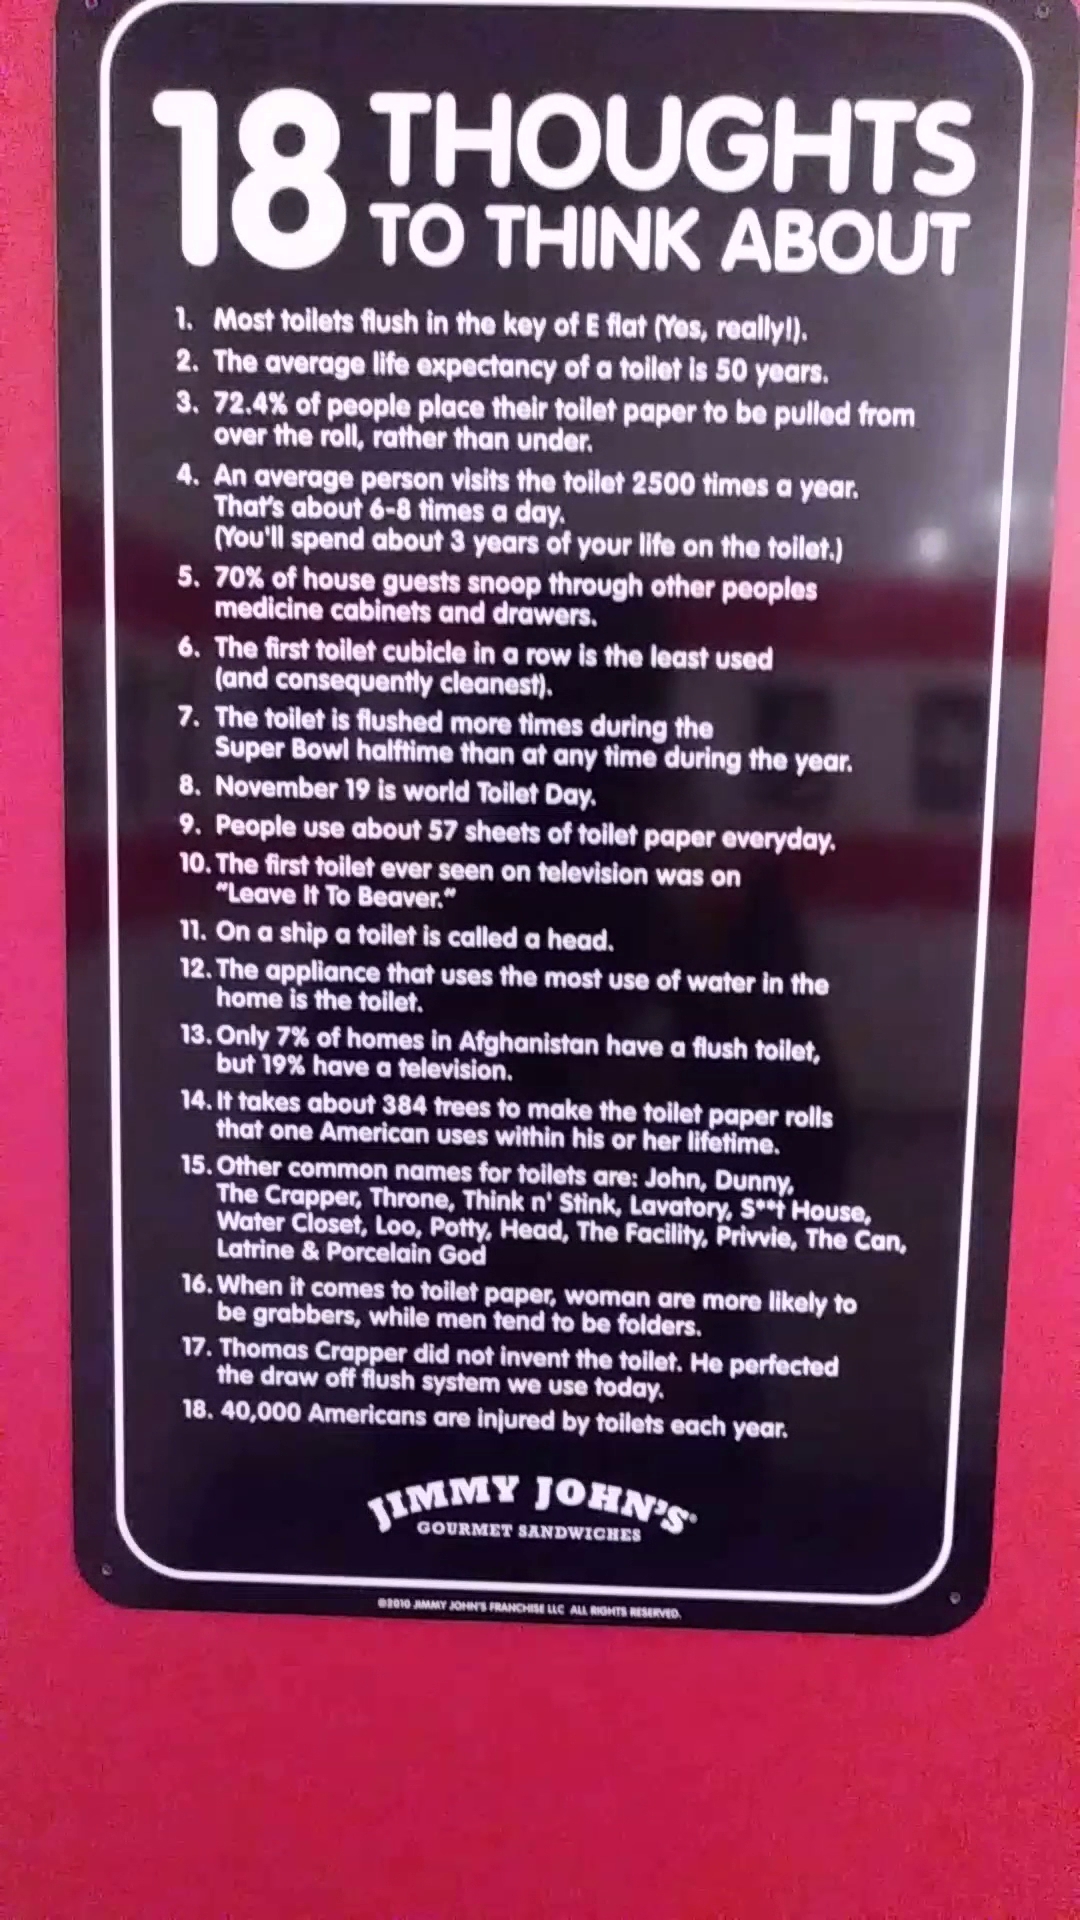 18 THOUGHTS
TO THINK ABOUT
1. Most toilets flush in the key of E flat (Yes, really!).
2. The average life expectancy of a toilet is 50 years.
3. 72.4% of people place their toilet paper to be pulled from
over the roll, rather than under.
4. An average person visits the toilet 2500 times a year.
That's about 6-8 times a day.
(You'll spend about 3 years of your life on the toilet.)
5. 70% of house guests snoop through other peoples
medicine cabinets and drawers.
6. The first toilet cubicle in a row is the least used
(and consequently cleanest).
7. The toilet is flushed more times during the
Super Bowl halftime than at any time during the year.
8. November 19 is world Toilet Day.
9. People use about 57 sheets of toilet paper everyday.
10. The first toilet ever seen on television was on
"Leave It To Beaver."
11. On a ship a toilet is called a head.
12. The appliance that uses the most use of water in the
home is the toilet.
13. Only 7% of homes in Afghanistan have a flush toilet,
but 19% have a television.
14. It takes about 384 trees to make the toilet paper rolls
that one American uses within his or her lifetime.
15. Other common names for toilets are: John, Dunny,
The Crapper, Throne, Think n' Stink, Lavatory, S**t House,
Water Closet, Loo, Potty, Head, The Facility, Privvie, The Can,
Latrine & Porcelain God
16. When it comes to toilet paper, woman are more likely to
be grabbers, while men tend to be folders.
17. Thomas Crapper did not invent the toilet. He perfected
the draw off flush system we use today.
18. 40,000 Americans are injured by toilets each year.
JIMMY JOHN'S®
GOURMET SANDWICHES
©2010 JIMMY JOHN'S FRANCHISE LLC ALL RIGHTS RESERVED.